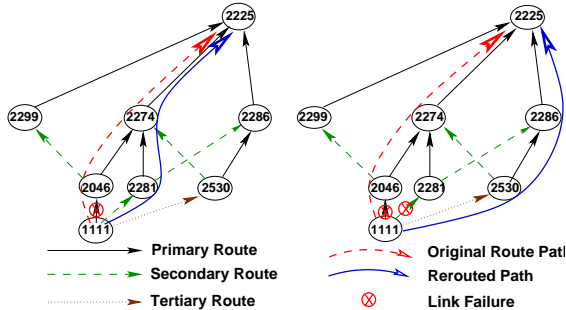 2225 2225
2299 2274 2286 2299 2274 2286
2046 2281 2530 2046 2281 2530
1111 1111
Primary Route Original Route Path
Secondary Route Rerouted Path
Tertiary Route Link Failure